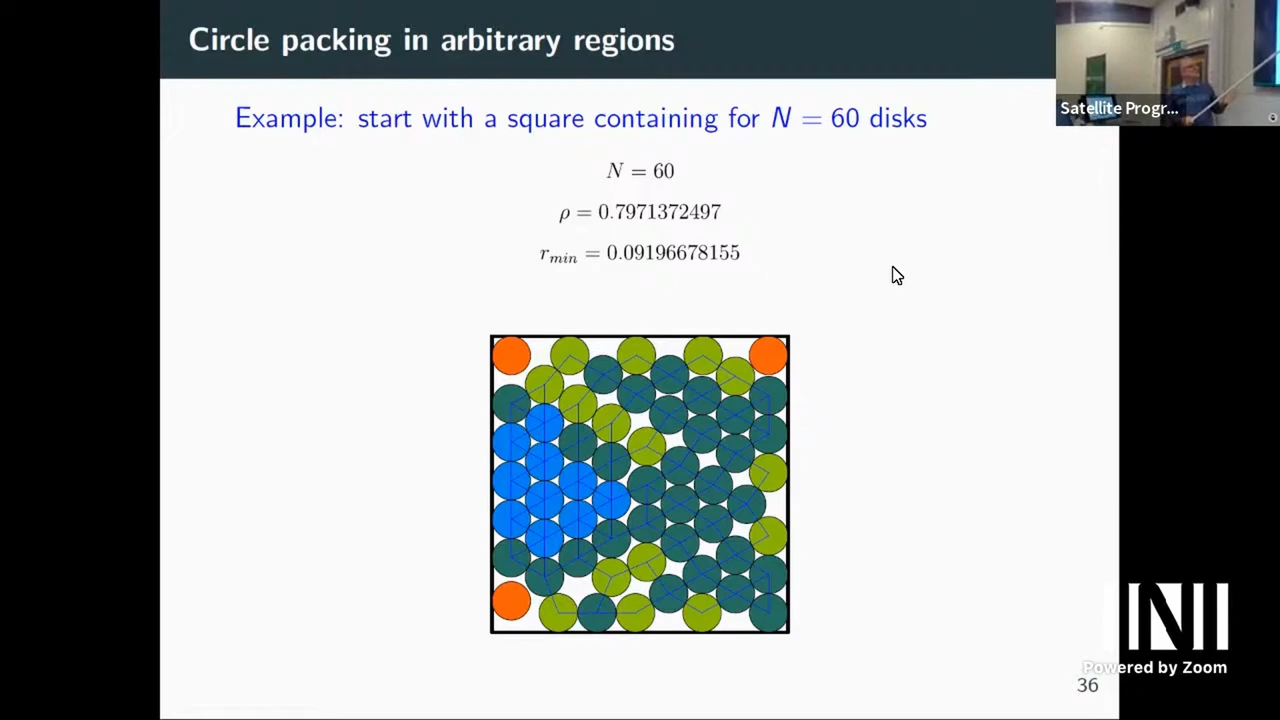 Circle packing in arbitrary regions
Satellite Progr...
Example: start with a square containing for N = 60 disks
N = 60
ρ = 0.7971372497
r_min = 0.09196678155
INI
Powered by Zoom
36